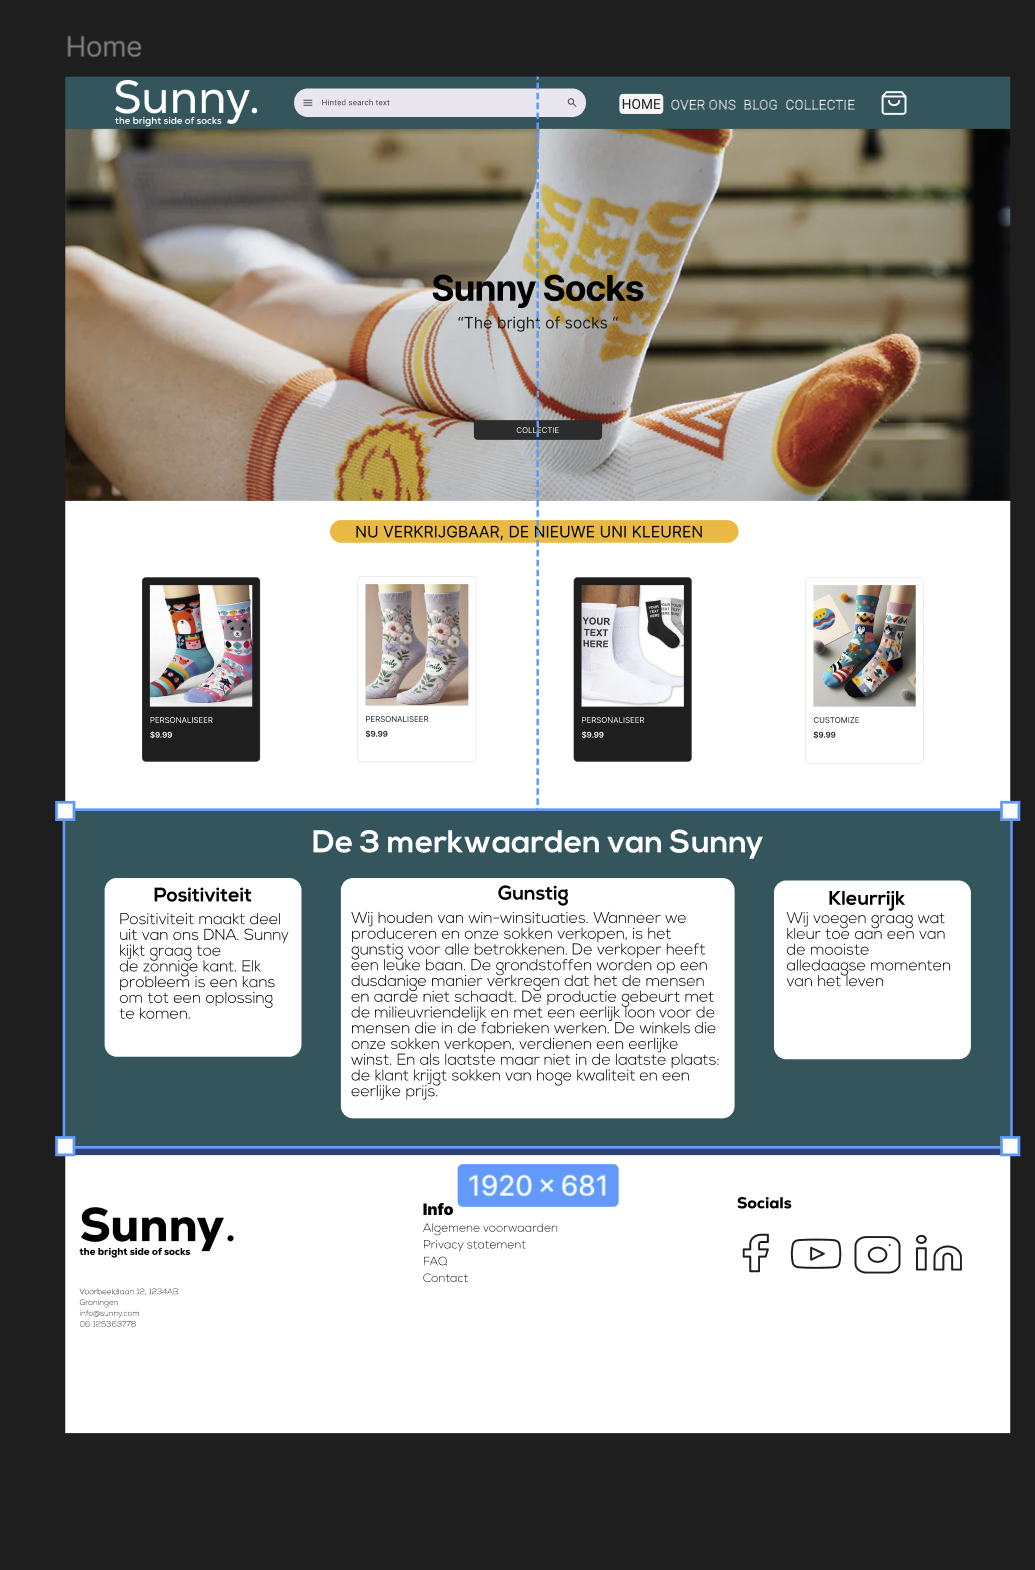 Home
Sunny.
the bright side of socks
Hinted search text
HOME OVER ONS BLOG COLLECTIE
Sunny Socks
“The bright of socks “
COLLECTIE
NU VERKRIJGBAAR, DE NIEUWE UNI KLEUREN
Emily
Emily
YOUR
TEXT
HERE
YOUR
TEXT
HERE
PERSONALISEER
$9.99
PERSONALISEER
$9.99
PERSONALISEER
$9.99
CUSTOMIZE
$9.99
De 3 merkwaarden van Sunny
Positiviteit
Positiviteit maakt deel
uit van ons DNA. Sunny
kijkt graag toe
de zonnige kant. Elk
probleem is een kans
om tot een oplossing
te komen.
Gunstig
Wij houden van win-winsituaties. Wanneer we
produceren en onze sokken verkopen, is het
gunstig voor alle betrokkenen. De verkoper heeft
een leuke baan. De grondstoffen worden op een
dusdanige manier verkregen dat het de mensen
en aarde niet schaadt. De productie gebeurt met
de milieuvriendelijk en met een eerlijk loon voor de
mensen die in de fabrieken werken. De winkels die
onze sokken verkopen, verdienen een eerlijke
winst. En als laatste maar niet in de laatste plaats:
de klant krijgt sokken van hoge kwaliteit en een
eerlijke prijs.
Kleurrijk
Wij voegen graag wat
kleur toe aan een van
de mooiste
alledaagse momenten
van het leven
1920 × 681
Sunny.
the bright side of socks
Voorbeeldlaan 12, 1234AB
Groningen
info@sunny.com
06 125363778
Info
Algemene voorwaarden
Privacy statement
FAQ
Contact
Socials